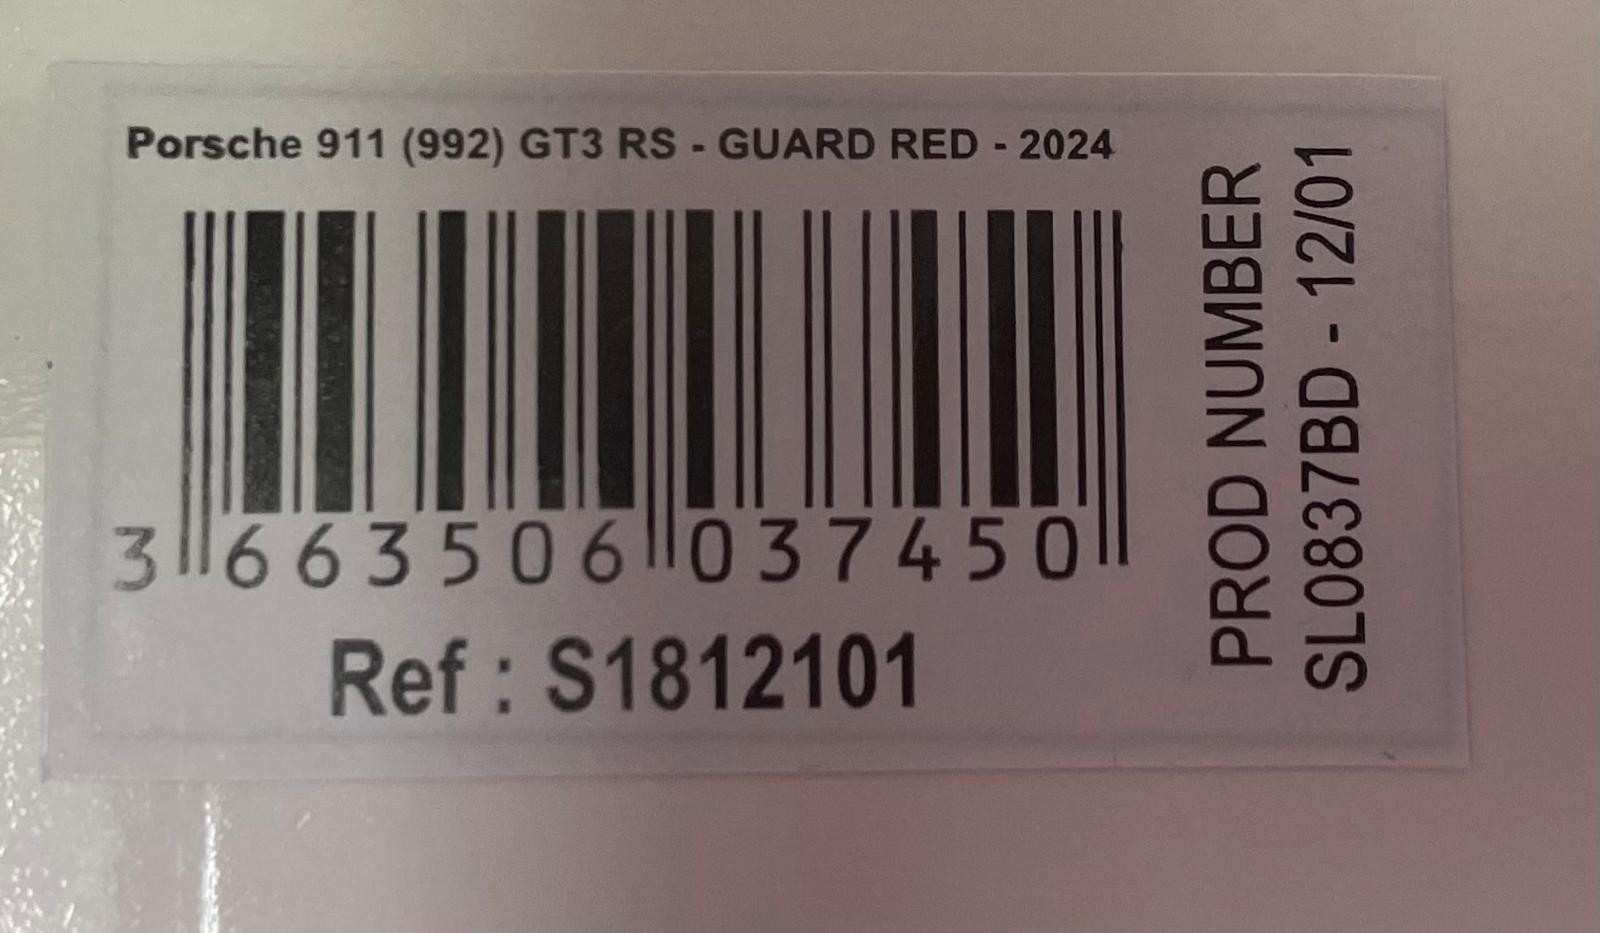 Porsche 911 (992) GT3 RS - GUARD RED - 2024
3 663506 037450
Ref : S1812101
PROD NUMBER
SL0837BD - 12/01